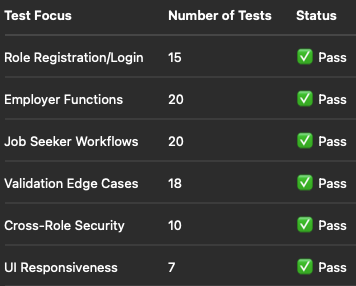 Test Focus Number of Tests Status
Role Registration/Login 15 ✅ Pass
Employer Functions 20 ✅ Pass
Job Seeker Workflows 20 ✅ Pass
Validation Edge Cases 18 ✅ Pass
Cross-Role Security 10 ✅ Pass
UI Responsiveness 7 ✅ Pass